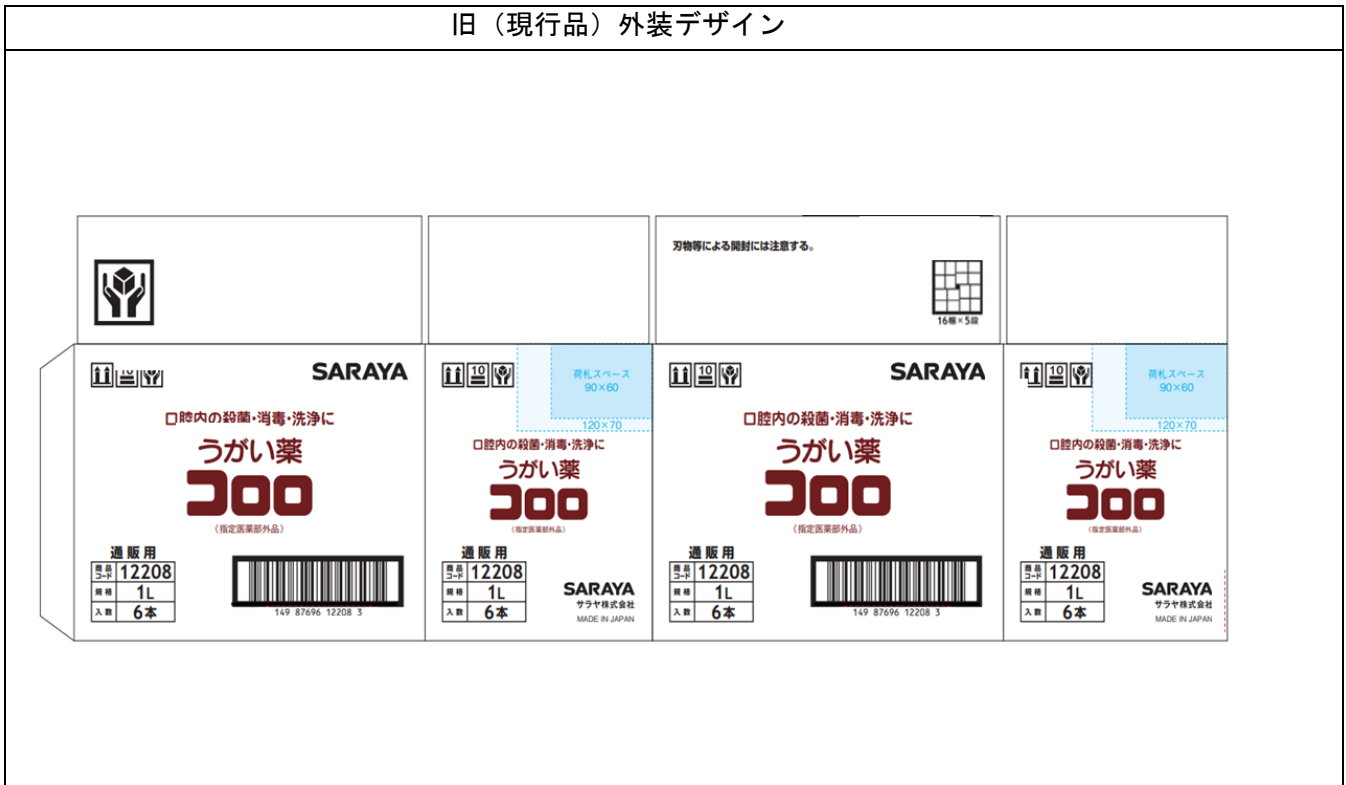 旧（現行品）外装デザイン
刃物等による開封には注意する。
16梱×5段
10
SARAYA
口腔内の殺菌・消毒・洗浄に
うがい薬
コロロ
〈指定医薬部外品〉
通販用
商品コード 12208
規格 1L
入数 6本
149 87696 12208 3
10
荷札スペース
90×60
120×70
口腔内の殺菌・消毒・洗浄に
うがい薬
コロロ
〈指定医薬部外品〉
通販用
商品コード 12208
規格 1L
入数 6本
SARAYA
サラヤ株式会社
MADE IN JAPAN
10
SARAYA
口腔内の殺菌・消毒・洗浄に
うがい薬
コロロ
〈指定医薬部外品〉
通販用
商品コード 12208
規格 1L
入数 6本
149 87696 12208 3
10
荷札スペース
90×60
120×70
口腔内の殺菌・消毒・洗浄に
うがい薬
コロロ
〈指定医薬部外品〉
通販用
商品コード 12208
規格 1L
入数 6本
SARAYA
サラヤ株式会社
MADE IN JAPAN